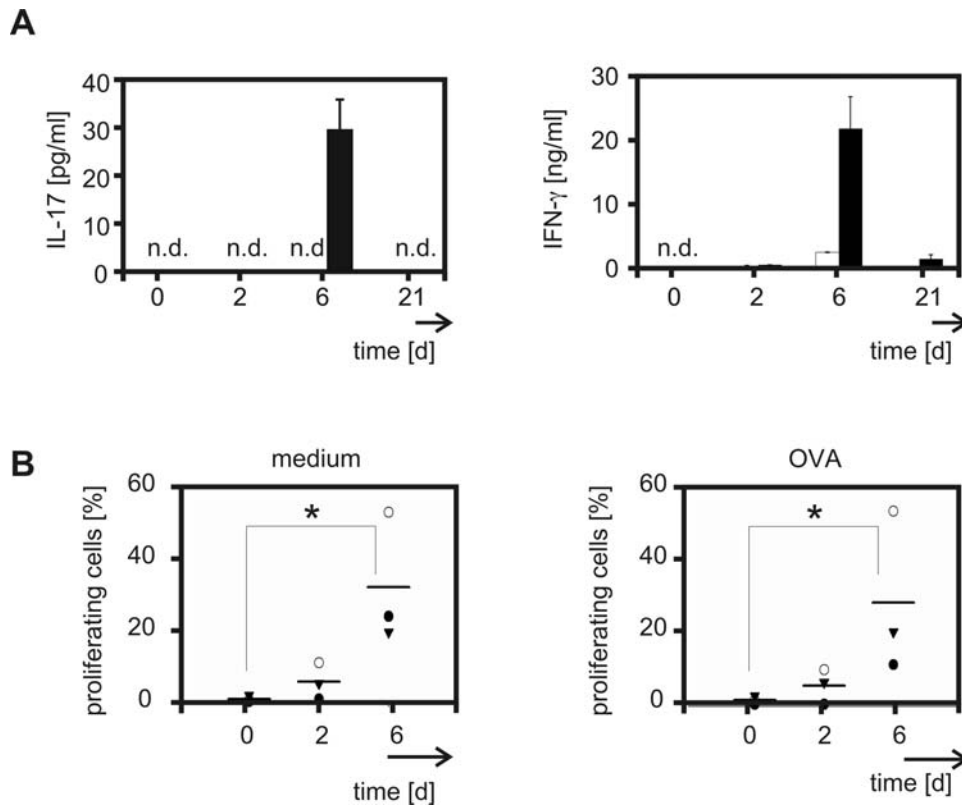 A
IL-17 [pg/ml]
40
30
20
10
0
n.d.
n.d.
n.d
n.d.
0 2 6 21
time [d]
IFN-γ [ng/ml]
30
20
10
0
n.d.
0 2 6 21
time [d]
B
medium
proliferating cells [%]
60
40
20
0
*
0 2 6
time [d]
OVA
proliferating cells [%]
60
40
20
0
*
0 2 6
time [d]